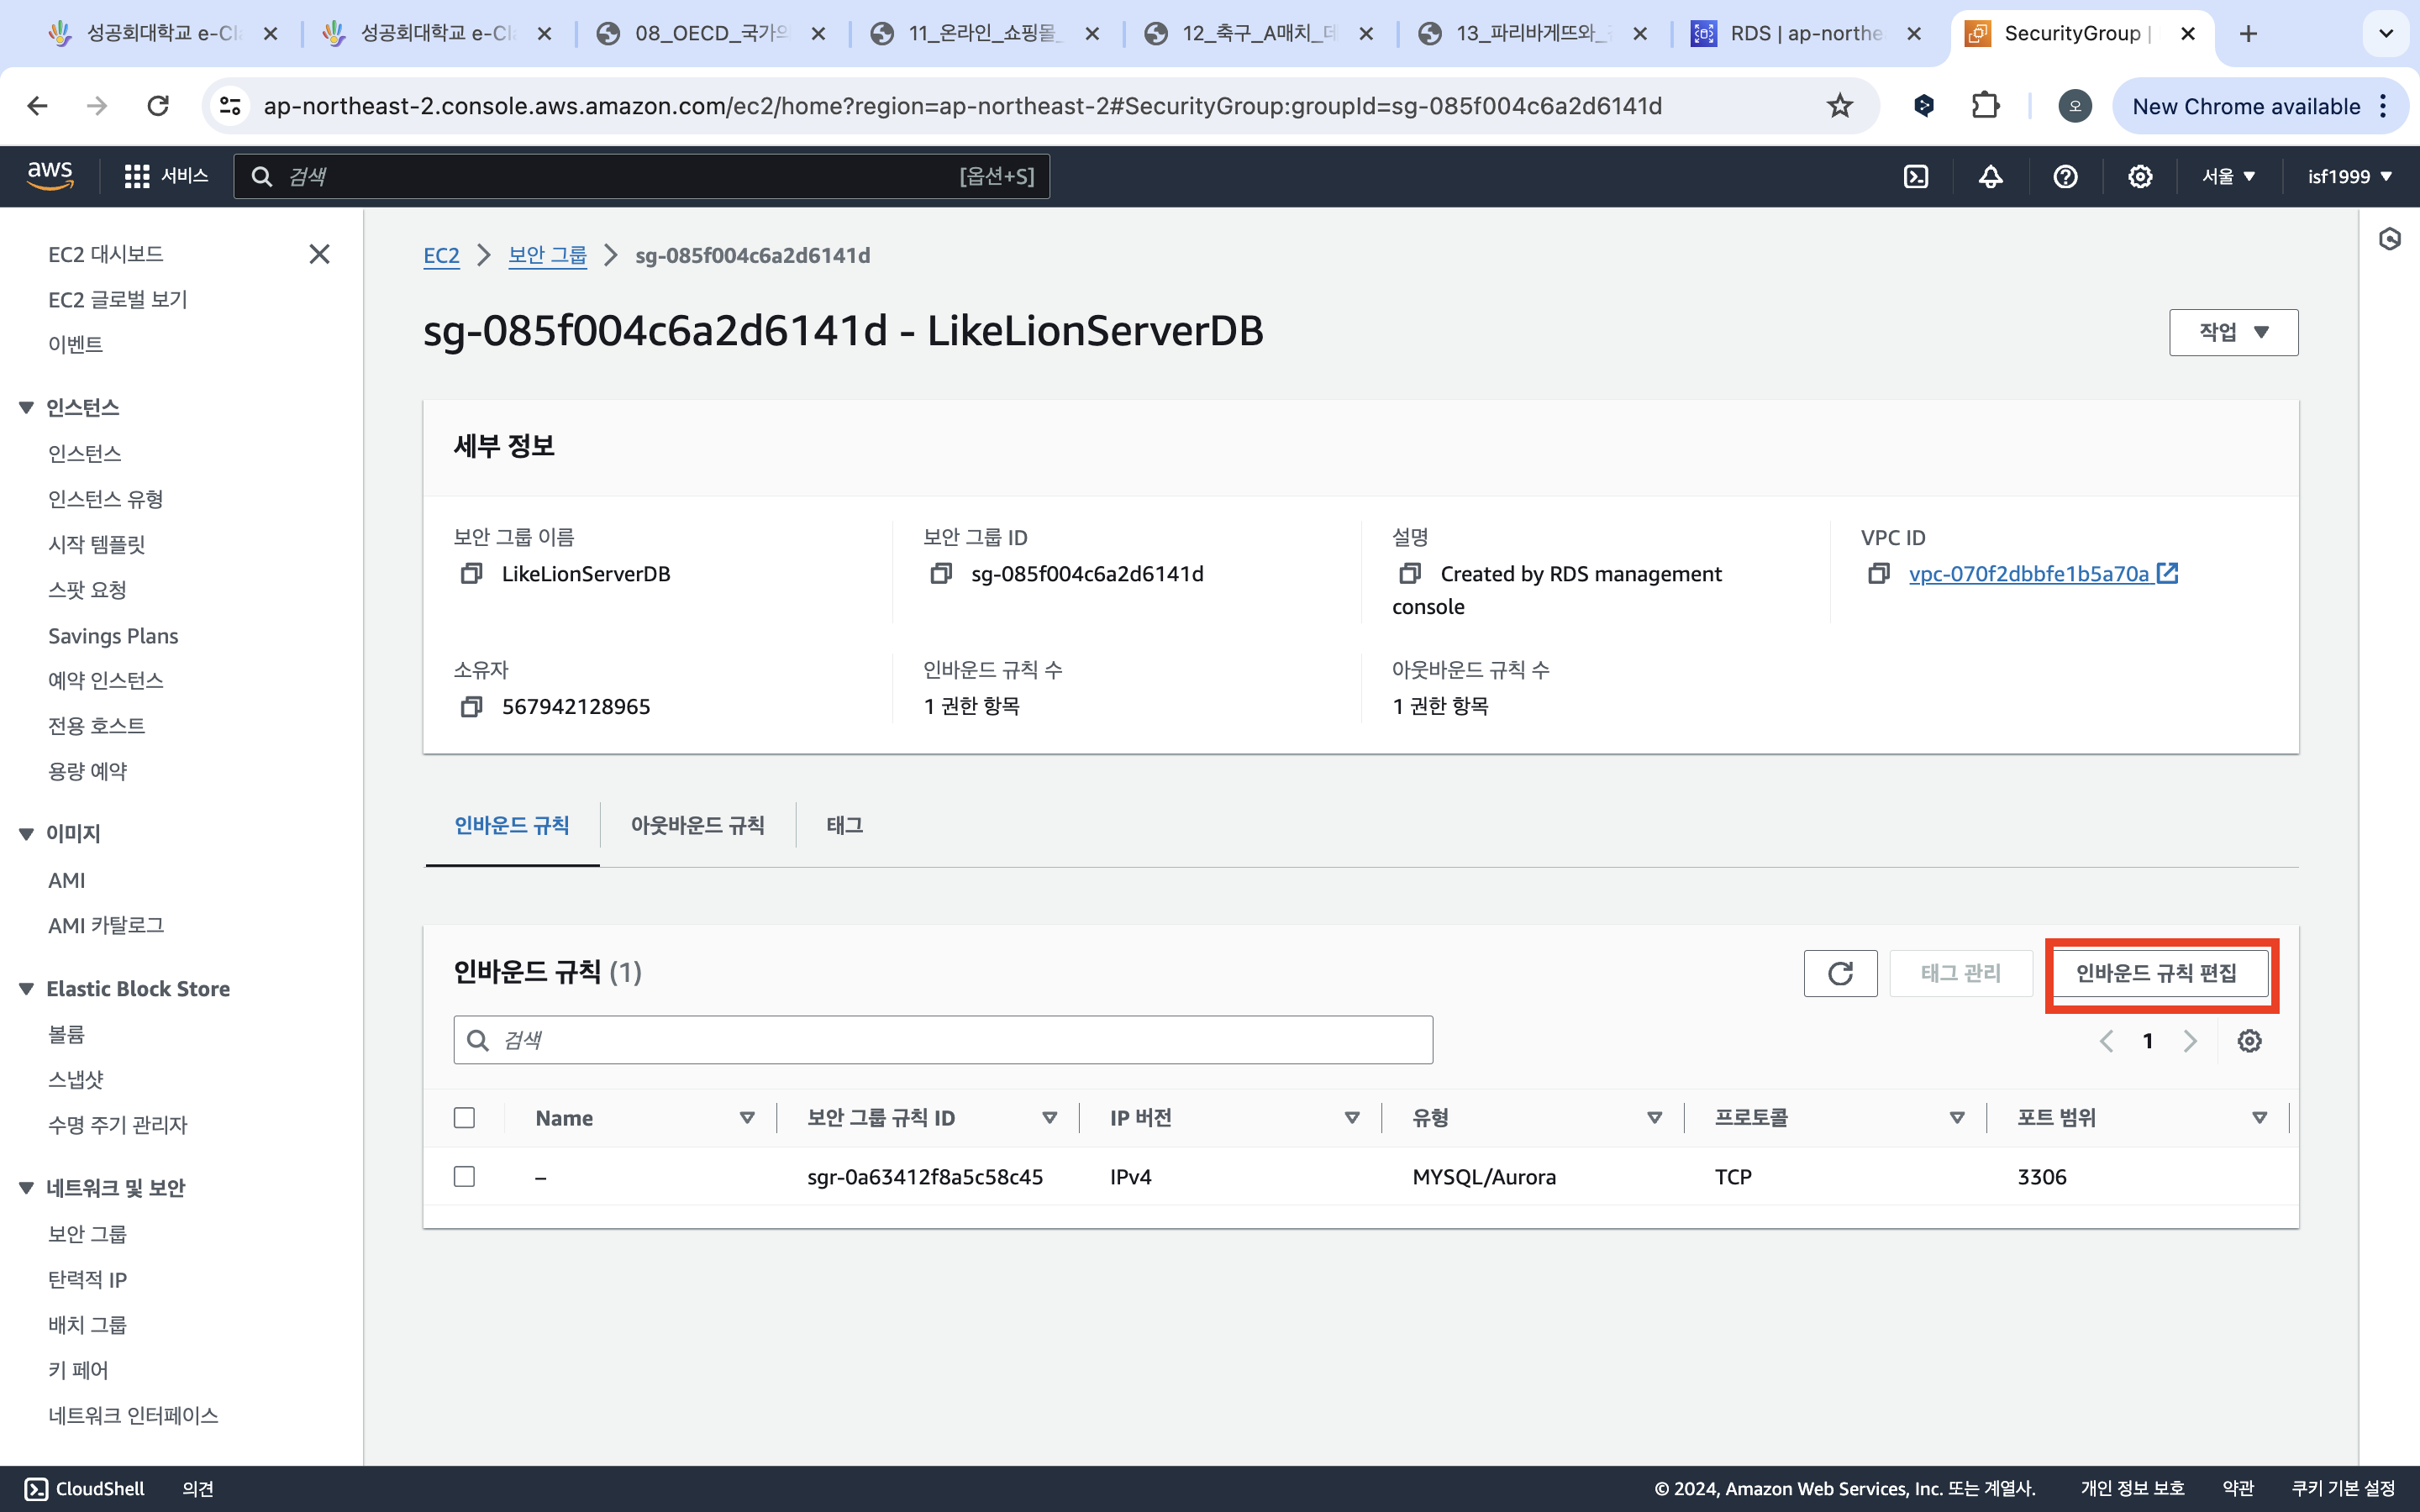 성공회대학교 e-Cl
성공회대학교 e-Cl
08_OECD_국가의
11_온라인_쇼핑몰_
12_축구_A매치_데
13_파리바게뜨와_
RDS | ap-northe
SecurityGroup |
ap-northeast-2.console.aws.amazon.com/ec2/home?region=ap-northeast-2#SecurityGroup:groupId=sg-085f004c6a2d6141d
오
New Chrome available
aws
서비스
검색
[옵션+S]
서울
isf1999
EC2 대시보드
EC2 글로벌 보기
이벤트
인스턴스
인스턴스
인스턴스 유형
시작 템플릿
스팟 요청
Savings Plans
예약 인스턴스
전용 호스트
용량 예약
이미지
AMI
AMI 카탈로그
Elastic Block Store
볼륨
스냅샷
수명 주기 관리자
네트워크 및 보안
보안 그룹
탄력적 IP
배치 그룹
키 페어
네트워크 인터페이스
EC2
보안 그룹
sg-085f004c6a2d6141d
sg-085f004c6a2d6141d - LikeLionServerDB
작업
세부 정보
보안 그룹 이름
LikeLionServerDB
보안 그룹 ID
sg-085f004c6a2d6141d
설명
Created by RDS management
console
VPC ID
vpc-070f2dbbfe1b5a70a
소유자
567942128965
인바운드 규칙 수
1 권한 항목
아웃바운드 규칙 수
1 권한 항목
인바운드 규칙
아웃바운드 규칙
태그
인바운드 규칙 (1)
태그 관리
인바운드 규칙 편집
검색
1
Name
보안 그룹 규칙 ID
IP 버전
유형
프로토콜
포트 범위
–
sgr-0a63412f8a5c58c45
IPv4
MYSQL/Aurora
TCP
3306
CloudShell
의견
© 2024, Amazon Web Services, Inc. 또는 계열사.
개인 정보 보호
약관
쿠키 기본 설정